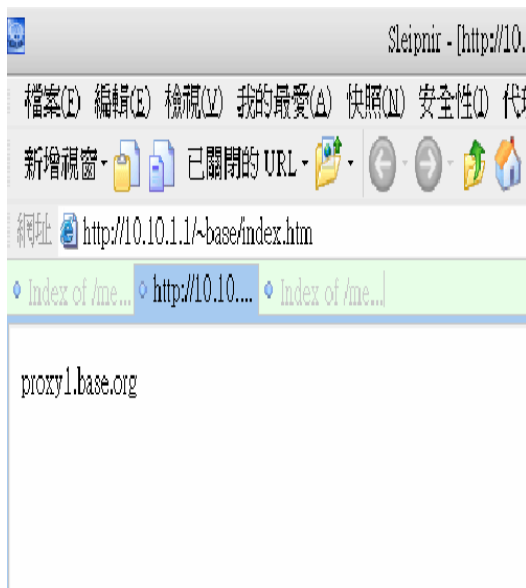 Sleipnir - [http://10.
檔案(F) 編輯(E) 檢視(V) 我的最愛(A) 快照(N) 安全性(I) 代理
新增視窗 已關閉的 URL
網址 http://10.10.1.1/~base/index.htm
Index of /me... http://10.10.... Index of /me...
proxy1.base.org